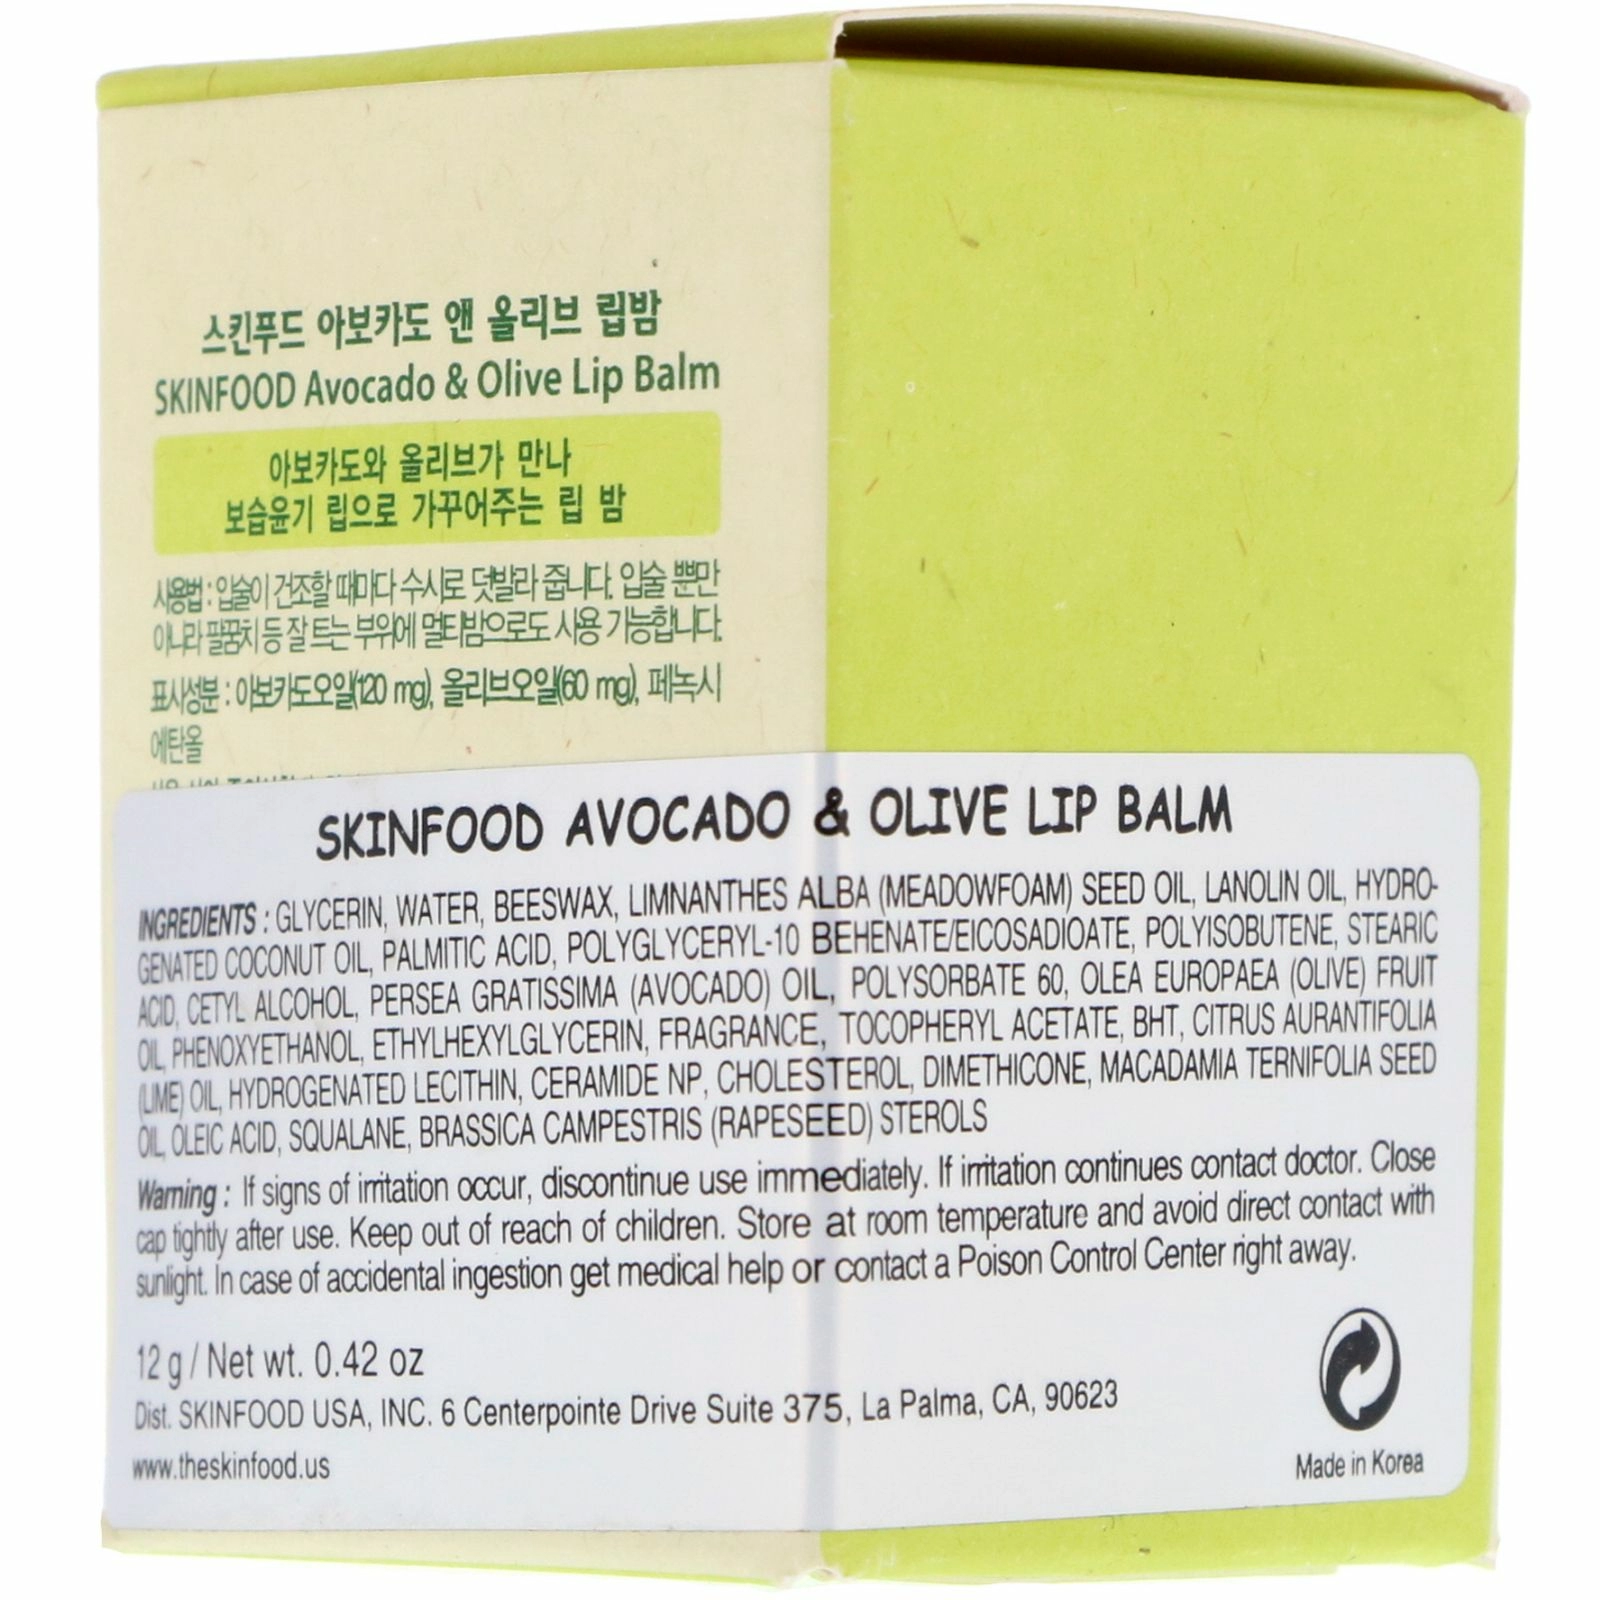 스킨푸드 아보카도 앤 올리브 립밤
SKINFOOD Avocado & Olive Lip Balm
아보카도와 올리브가 만나
보습윤기 립으로 가꾸어주는 립 밤
사용법 : 입술이 건조할 때마다 수시로 덧발라 줍니다. 입술 뿐만
아니라 팔꿈치 등 잘 트는 부위에 멀티밤으로도 사용 가능합니다.
표시성분 : 아보카도오일(120 mg), 올리브오일(60 mg), 페녹시
에탄올
SKINFOOD AVOCADO & OLIVE LIP BALM
INGREDIENTS : GLYCERIN, WATER, BEESWAX, LIMNANTHES ALBA (MEADOWFOAM) SEED OIL, LANOLIN OIL, HYDRO-
GENATED COCONUT OIL, PALMITIC ACID, POLYGLYCERYL-10 BEHENATE/EICOSADIOATE, POLYISOBUTENE, STEARIC
ACID, CETYL ALCOHOL, PERSEA GRATISSIMA (AVOCADO) OIL, POLYSORBATE 60, OLEA EUROPAEA (OLIVE) FRUIT
OIL, PHENOXYETHANOL, ETHYLHEXYLGLYCERIN, FRAGRANCE, TOCOPHERYL ACETATE, BHT, CITRUS AURANTIFOLIA
(LIME) OIL, HYDROGENATED LECITHIN, CERAMIDE NP, CHOLESTEROL, DIMETHICONE, MACADAMIA TERNIFOLIA SEED
OIL, OLEIC ACID, SQUALANE, BRASSICA CAMPESTRIS (RAPESEED) STEROLS
Warning : If signs of irritation occur, discontinue use immediately. If irritation continues contact doctor. Close
cap tightly after use. Keep out of reach of children. Store at room temperature and avoid direct contact with
sunlight. In case of accidental ingestion get medical help or contact a Poison Control Center right away.
12 g / Net wt. 0.42 oz
Dist. SKINFOOD USA, INC. 6 Centerpointe Drive Suite 375, La Palma, CA, 90623
www.theskinfood.us
Made in Korea